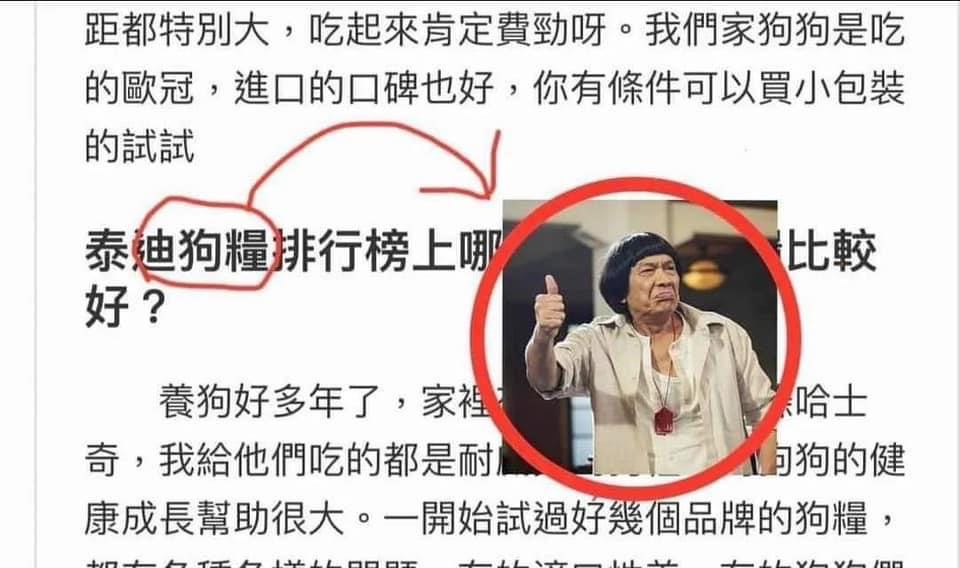 距都特別大，吃起來肯定費勁呀。我們家狗狗是吃
的歐冠，進口的口碑也好，你有條件可以買小包裝
的試試
泰迪狗糧排行榜上哪 比較
好？
養狗好多年了，家裡 哈士
奇，我給他們吃的都是耐 狗狗的健
康成長幫助很大。一開始試過好幾個品牌的狗糧，